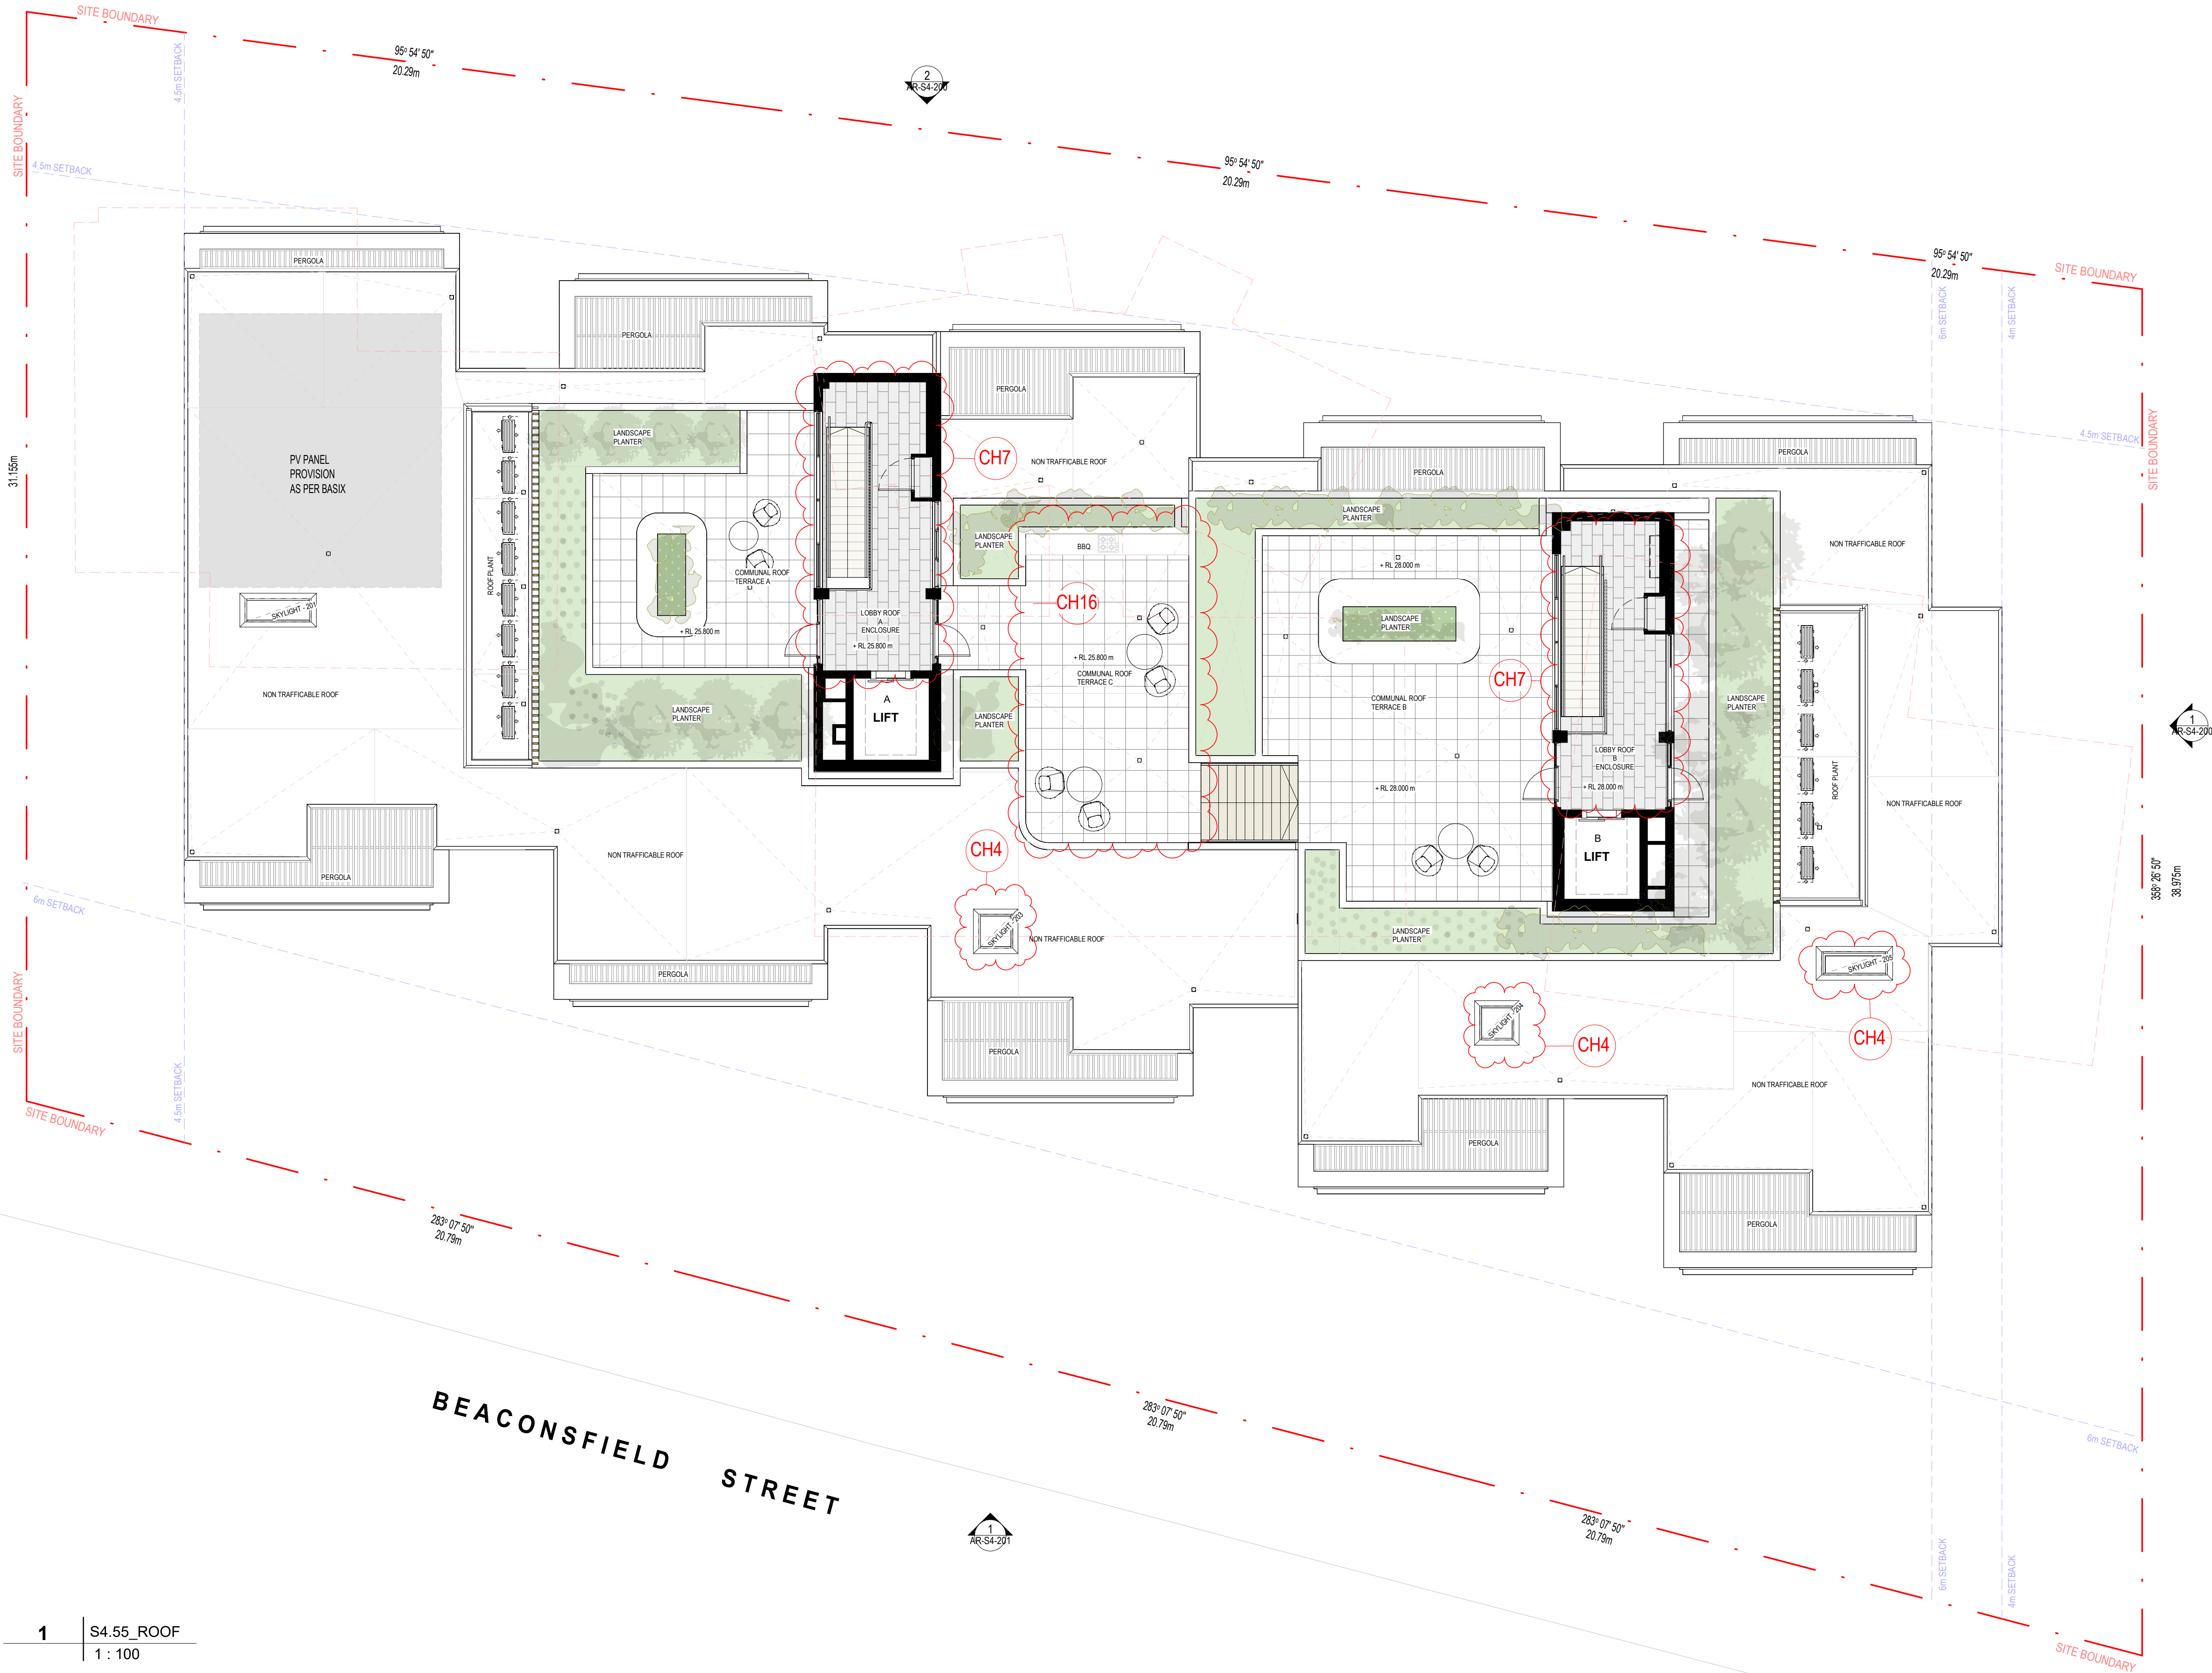 SITE BOUNDARY
95° 54' 50"
20.29m
4.5m SETBACK
2
AR-S4-200
SITE BOUNDARY
4.5m SETBACK
95° 54' 50"
20.29m
95° 54' 50"
20.29m
SITE BOUNDARY
6m SETBACK
4m SETBACK
PERGOLA
PERGOLA
PERGOLA
PERGOLA
PERGOLA
4.5m SETBACK
SITE BOUNDARY
31.155m
PV PANEL
PROVISION
AS PER BASIX
LANDSCAPE
PLANTER
CH7
NON TRAFFICABLE ROOF
LANDSCAPE
PLANTER
LANDSCAPE
PLANTER
BBQ
NON TRAFFICABLE ROOF
ROOF PLANT
COMMUNAL ROOF
TERRACE A
+ RL 25.800 m
LOBBY ROOF
A
ENCLOSURE
+ RL 25.800 m
CH16
+ RL 28.000 m
LANDSCAPE
PLANTER
SKYLIGHT - 201
+ RL 25.800 m
COMMUNAL ROOF
TERRACE C
CH7
NON TRAFFICABLE ROOF
LANDSCAPE
PLANTER
A
LIFT
LANDSCAPE
PLANTER
COMMUNAL ROOF
TERRACE B
LANDSCAPE
PLANTER
1
AR-S4-200
LOBBY ROOF
B
ENCLOSURE
+ RL 28.000 m
+ RL 28.000 m
ROOF PLANT
NON TRAFFICABLE ROOF
B
LIFT
NON TRAFFICABLE ROOF
CH4
PERGOLA
358° 26' 50"
38.975m
6m SETBACK
SKYLIGHT - 203
NON TRAFFICABLE ROOF
LANDSCAPE
PLANTER
SKYLIGHT - 205
PERGOLA
SITE BOUNDARY
SKYLIGHT - 204
CH4
CH4
PERGOLA
4.5m SETBACK
NON TRAFFICABLE ROOF
SITE BOUNDARY
PERGOLA
PERGOLA
283° 07' 50"
20.79m
BEACONSFIELD STREET
283° 07' 50"
20.79m
6m SETBACK
1
AR-S4-201
283° 07' 50"
20.79m
6m SETBACK
4m SETBACK
SITE BOUNDARY
1
S4.55_ROOF
1 : 100